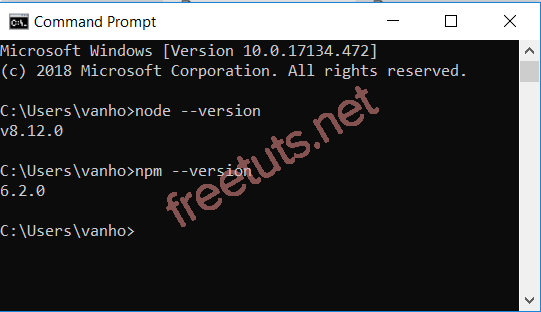 Command Prompt
Microsoft Windows [Version 10.0.17134.472]
(c) 2018 Microsoft Corporation. All rights reserved.
C:\Users\vanho>node --version
v8.12.0
C:\Users\vanho>npm --version
6.2.0
C:\Users\vanho>
freetuts.net